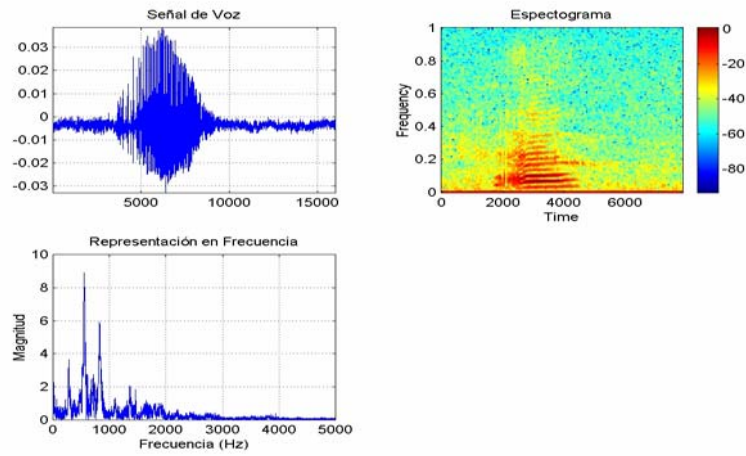 Señal de Voz
0.03
0.02
0.01
0
-0.01
-0.02
-0.03
5000 10000 15000
Espectograma
Frequency
1
0.8
0.6
0.4
0.2
0
0 2000 4000 6000
Time
0
-20
-40
-60
-80
Representación en Frecuencia
Magnitud
10
8
6
4
2
0
0 1000 2000 3000 4000 5000
Frecuencia (Hz)